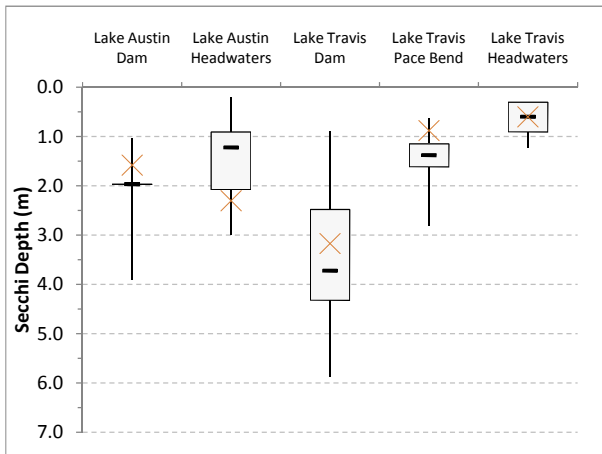 Lake Austin Dam
Lake Austin Headwaters
Lake Travis Dam
Lake Travis Pace Bend
Lake Travis Headwaters
Secchi Depth (m)
0.0
1.0
2.0
3.0
4.0
5.0
6.0
7.0